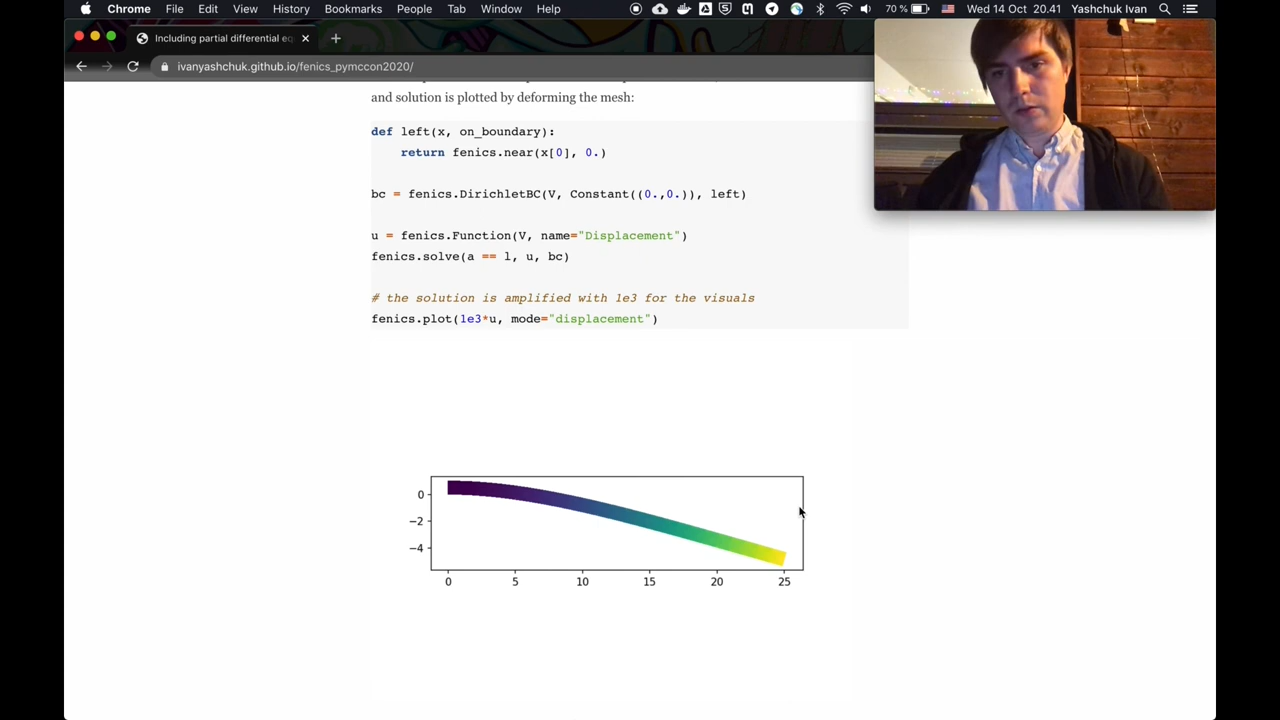 Chrome File Edit View History Bookmarks People Tab Window Help 70 % Wed 14 Oct 20.41 Yashchuk Ivan
Including partial differential eq
ivanyashchuk.github.io/fenics_pymccon2020/
and solution is plotted by deforming the mesh:
def left(x, on_boundary):
return fenics.near(x[0], 0.)
bc = fenics.DirichletBC(V, Constant((0.,0.)), left)
u = fenics.Function(V, name="Displacement")
fenics.solve(a == l, u, bc)
# the solution is amplified with 1e3 for the visuals
fenics.plot(1e3*u, mode="displacement")
0
−2
−4
0 5 10 15 20 25